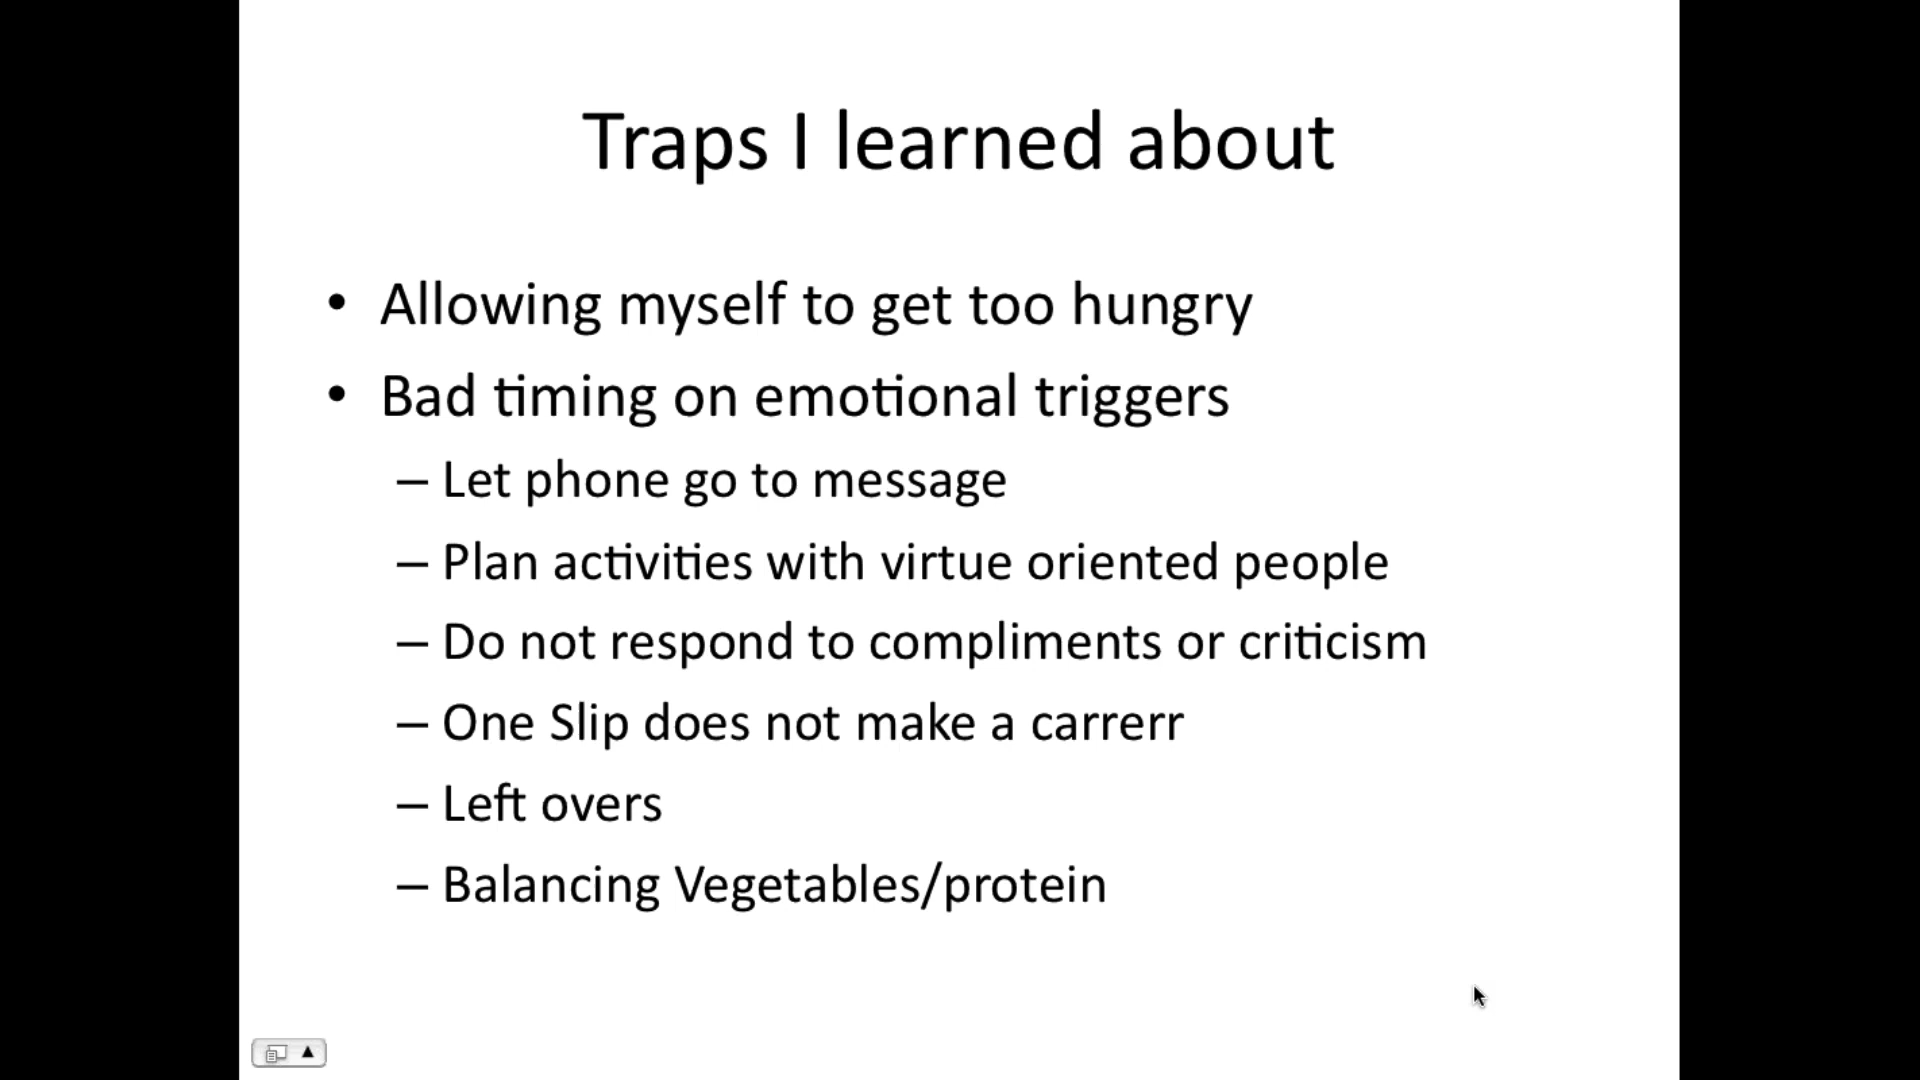 Traps I learned about
• Allowing myself to get too hungry
• Bad timing on emotional triggers
– Let phone go to message
– Plan activities with virtue oriented people
– Do not respond to compliments or criticism
– One Slip does not make a carrerr
– Left overs
– Balancing Vegetables/protein